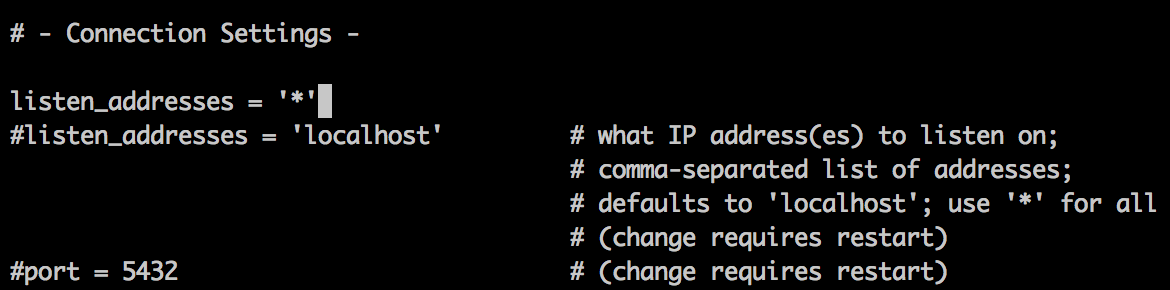 # - Connection Settings -
listen_addresses = '*'
#listen_addresses = 'localhost' # what IP address(es) to listen on;
# comma-separated list of addresses;
# defaults to 'localhost'; use '*' for all
# (change requires restart)
#port = 5432 # (change requires restart)